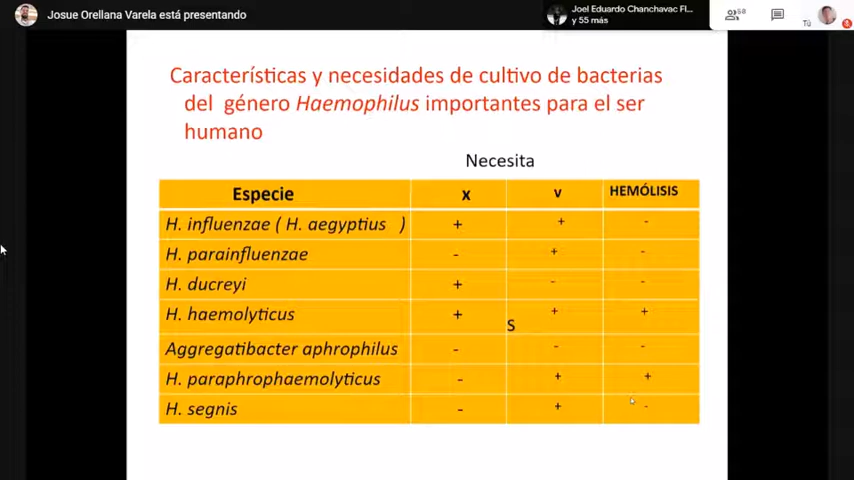 Josue Orellana Varela está presentando
Joel Eduardo Chanchavac Fl...
y 55 más
58
Tú
Características y necesidades de cultivo de bacterias
del género Haemophilus importantes para el ser
humano
Necesita
Especie x v HEMÓLISIS
H. influenzae ( H. aegyptius ) + + -
H. parainfluenzae - + -
H. ducreyi + - -
H. haemolyticus + + +
S
Aggregatibacter aphrophilus - - -
H. paraphrophaemolyticus - + +
H. segnis - + -